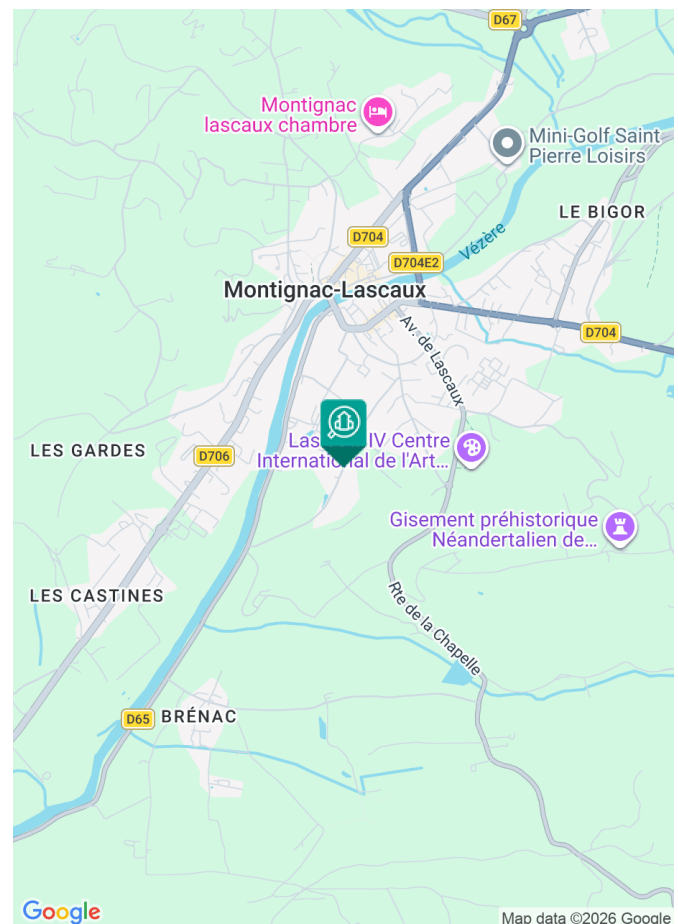 D67
Montignac
lascaux chambre
Mini-Golf Saint
Pierre Loisirs
LE BIGOR
D704
Vézère
D704E2
Montignac-Lascaux
Av. de Lascaux
D704
LES GARDES
D706
IV Centre
International de l'Art...
Gisement préhistorique
Néandertalien de...
LES CASTINES
Rte de la Chapelle
D65
BRÉNAC
Google
Map data ©2026 Google